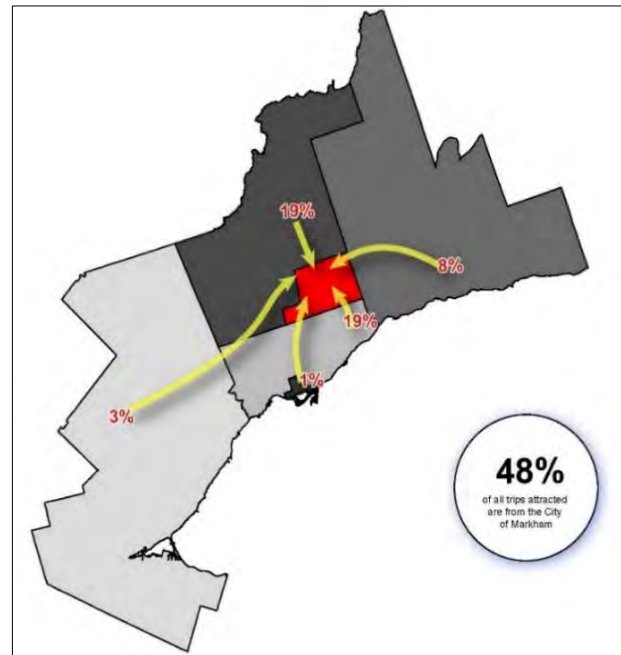 19%
8%
19%
1%
3%
48%
of all trips attracted
are from the City
of Markham